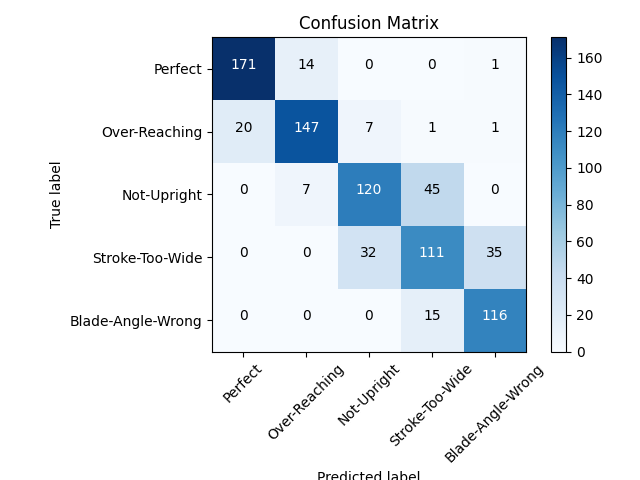 Confusion Matrix
True label
Perfect 171 14 0 0 1
Over-Reaching 20 147 7 1 1
Not-Upright 0 7 120 45 0
Stroke-Too-Wide 0 0 32 111 35
Blade-Angle-Wrong 0 0 0 15 116
Perfect Over-Reaching Not-Upright Stroke-Too-Wide Blade-Angle-Wrong
Predicted label
160
140
120
100
80
60
40
20
0